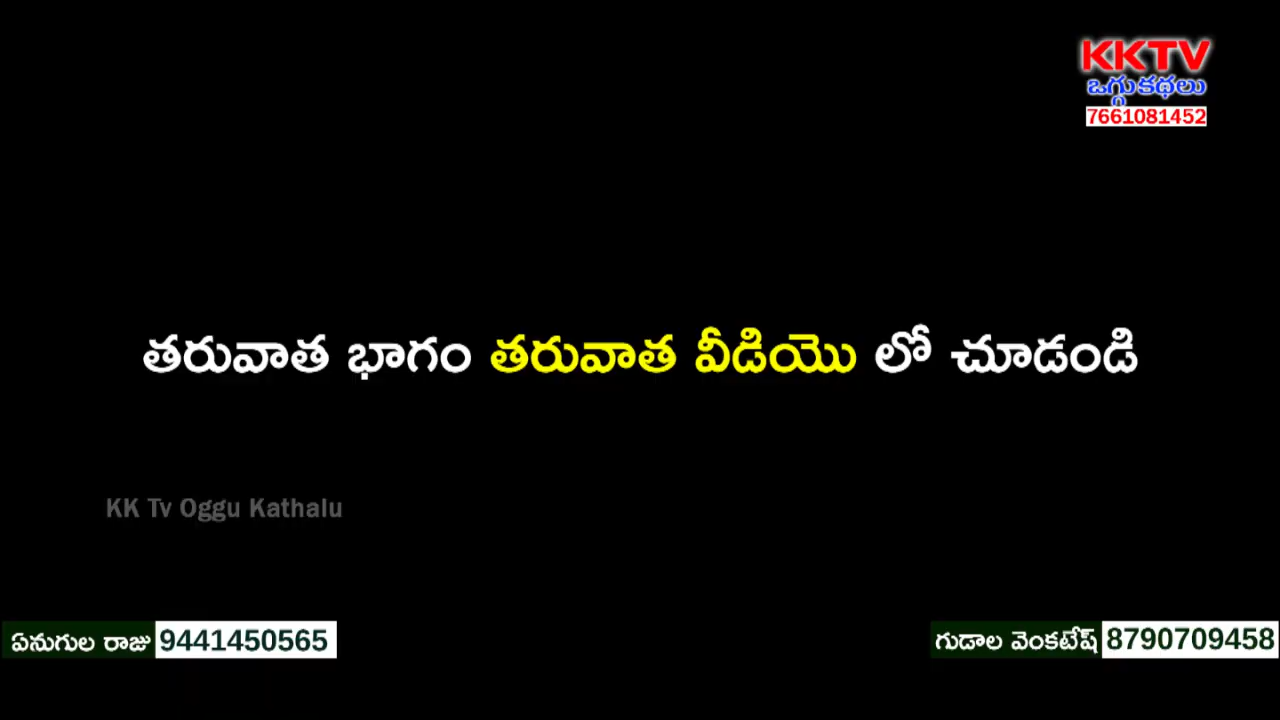 KKTV
ఒగ్గుకథలు
7661081452
తరువాత భాగం తరువాత వీడియొ లో చూడండి
KK Tv Oggu Kathalu
ఏనుగుల రాజు 9441450565
గుడాల వెంకటేష్ 8790709458